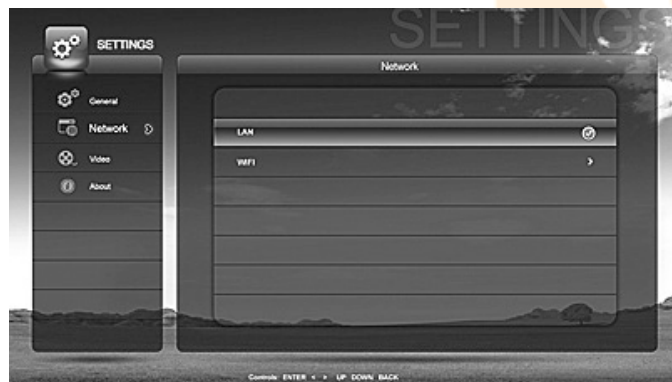 SETTINGS
SETTINGS
Network
General
Network
Video
About
LAN
WIFI
Controls: ENTER < > UP DOWN BACK